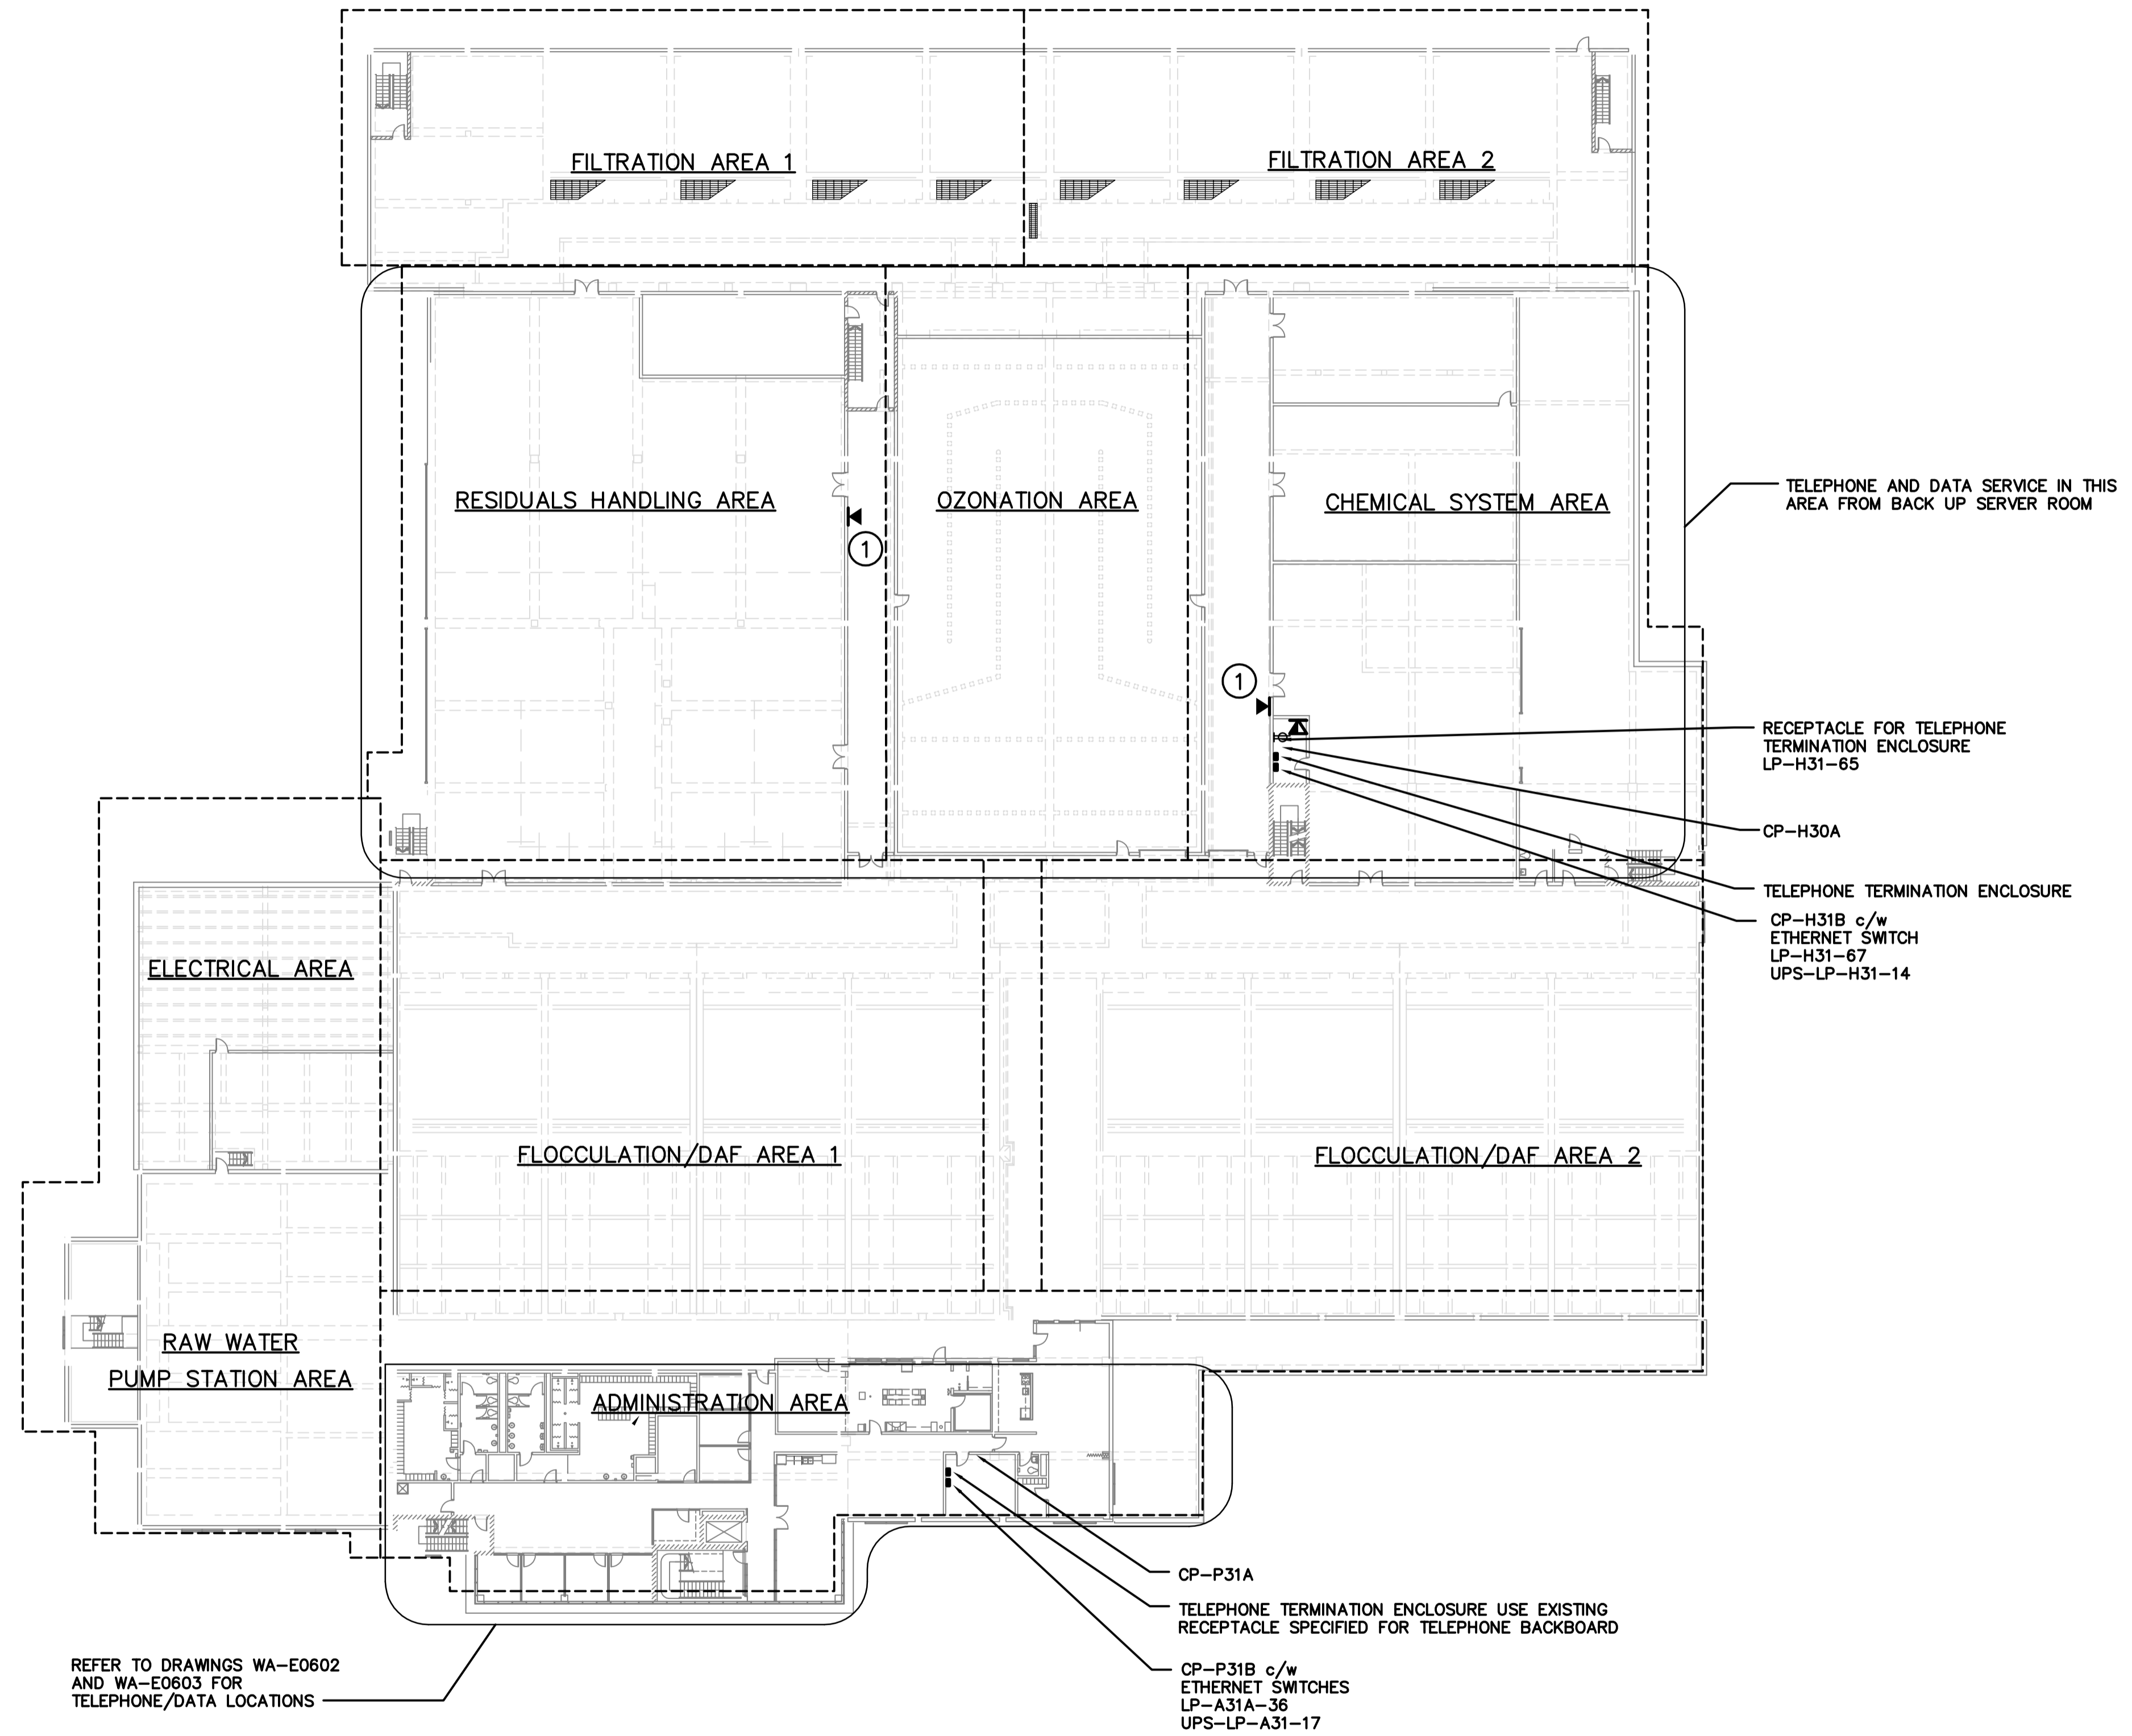 FILTRATION AREA 1
FILTRATION AREA 2
RESIDUALS HANDLING AREA
OZONATION AREA
CHEMICAL SYSTEM AREA
TELEPHONE AND DATA SERVICE IN THIS
AREA FROM BACK UP SERVER ROOM
1
1
RECEPTACLE FOR TELEPHONE
TERMINATION ENCLOSURE
LP-H31-65
CP-H30A
TELEPHONE TERMINATION ENCLOSURE
CP-H31B c/w
ETHERNET SWITCH
LP-H31-67
UPS-LP-H31-14
ELECTRICAL AREA
FLOCCULATION/DAF AREA 1
FLOCCULATION/DAF AREA 2
RAW WATER
PUMP STATION AREA
ADMINISTRATION AREA
CP-P31A
TELEPHONE TERMINATION ENCLOSURE USE EXISTING
RECEPTACLE SPECIFIED FOR TELEPHONE BACKBOARD
CP-P31B c/w
ETHERNET SWITCHES
LP-A31A-36
UPS-LP-A31-17
REFER TO DRAWINGS WA-E0602
AND WA-E0603 FOR
TELEPHONE/DATA LOCATIONS